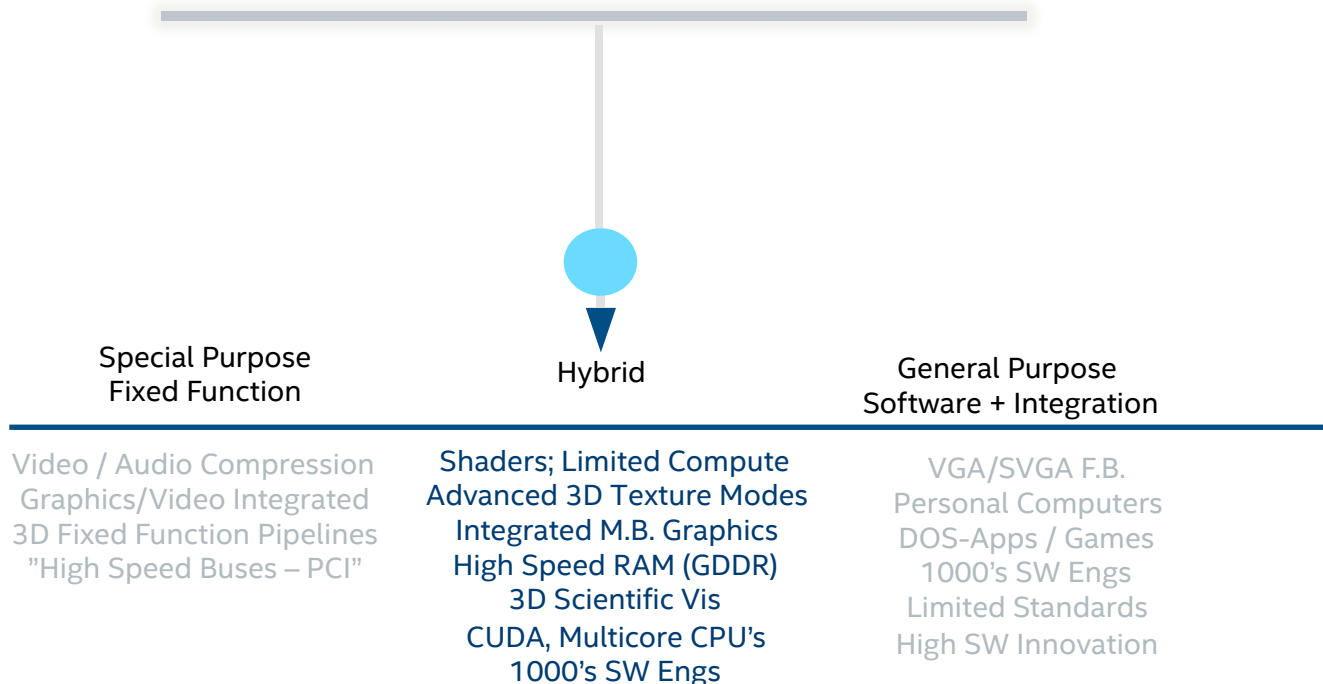 Special Purpose
Fixed Function
Hybrid
General Purpose
Software + Integration
Video / Audio Compression
Graphics/Video Integrated
3D Fixed Function Pipelines
”High Speed Buses – PCI”
Shaders; Limited Compute
Advanced 3D Texture Modes
Integrated M.B. Graphics
High Speed RAM (GDDR)
3D Scientific Vis
CUDA, Multicore CPU's
1000's SW Engs
VGA/SVGA F.B.
Personal Computers
DOS-Apps / Games
1000's SW Engs
Limited Standards
High SW Innovation